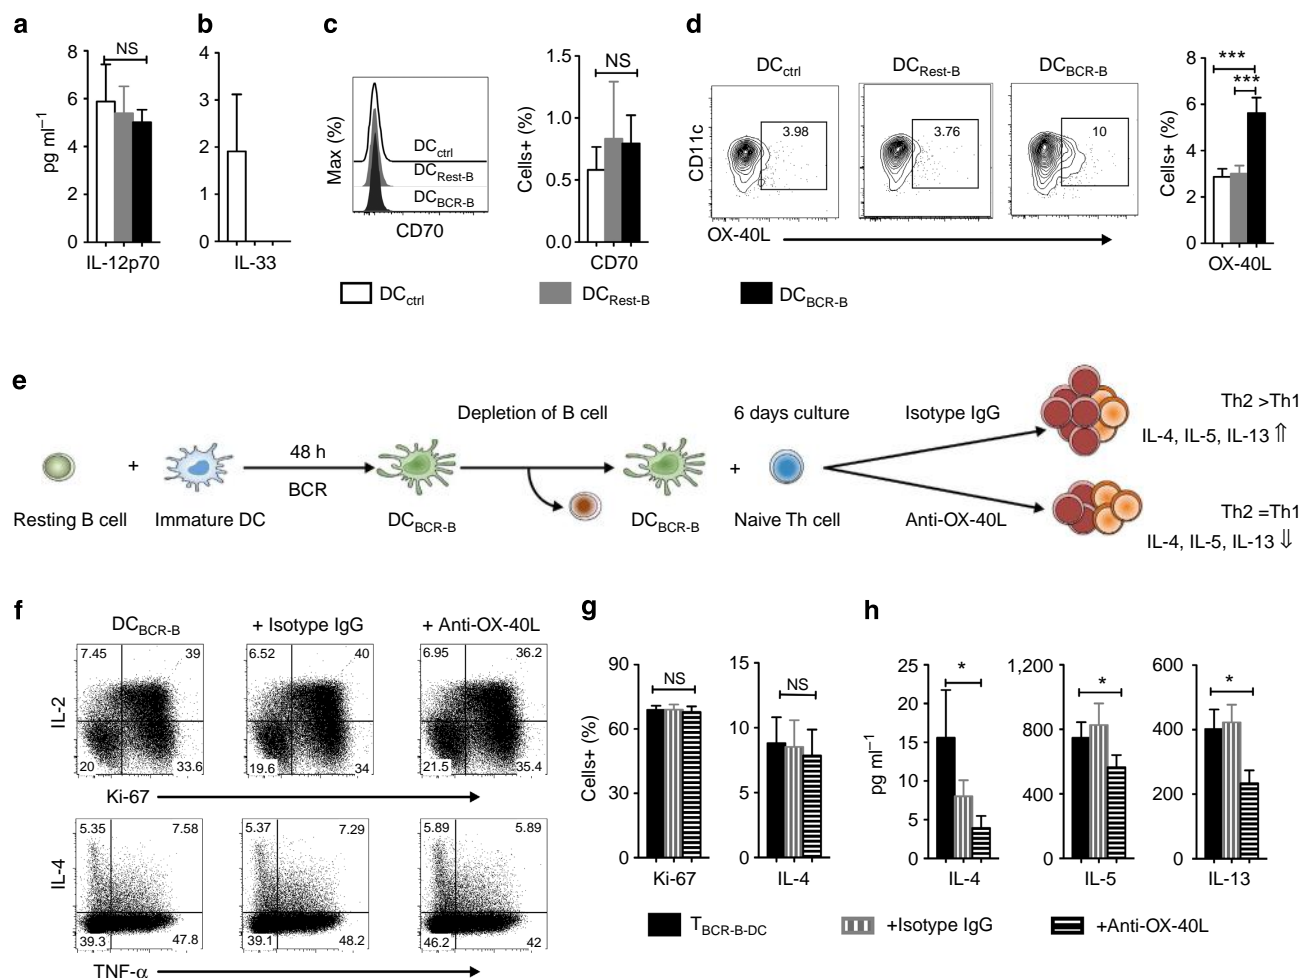 a
b
c
d
8
6
4
2
0
pg ml⁻¹
NS
IL-12p70
4
3
2
1
0
IL-33
Max (%)
DCctrl
DCRest-B
DCBCR-B
CD70
1.5
1.0
0.5
0.0
Cells+ (%)
NS
CD70
DCctrl
DCRest-B
DCBCR-B
CD11c
3.98
3.76
10
OX-40L
8
6
4
2
0
Cells+ (%)
***
***
OX-40L
DCctrl
DCRest-B
DCBCR-B
e
Resting B cell
+
Immature DC
48 h
BCR
DCBCR-B
Depletion of B cell
DCBCR-B
+
6 days culture
Naive Th cell
Isotype IgG
Anti-OX-40L
Th2 >Th1
IL-4, IL-5, IL-13 ⇑
Th2 =Th1
IL-4, IL-5, IL-13 ⇓
f
DCBCR-B
+ Isotype IgG
+ Anti-OX-40L
IL-2
7.45 39
20 33.6
6.52 40
19.6 34
6.95 36.2
21.5 35.4
Ki-67
IL-4
5.35 7.58
39.3 47.8
5.37 7.29
39.1 48.2
5.89 5.89
46.2 42
TNF-α
g
90
60
30
0
Cells+ (%)
NS
Ki-67
15
10
5
0
NS
IL-4
h
25
20
15
10
5
0
pg ml⁻¹
*
IL-4
1,200
800
400
0
*
IL-5
600
400
200
0
*
IL-13
TBCR-B-DC
+Isotype IgG
+Anti-OX-40L